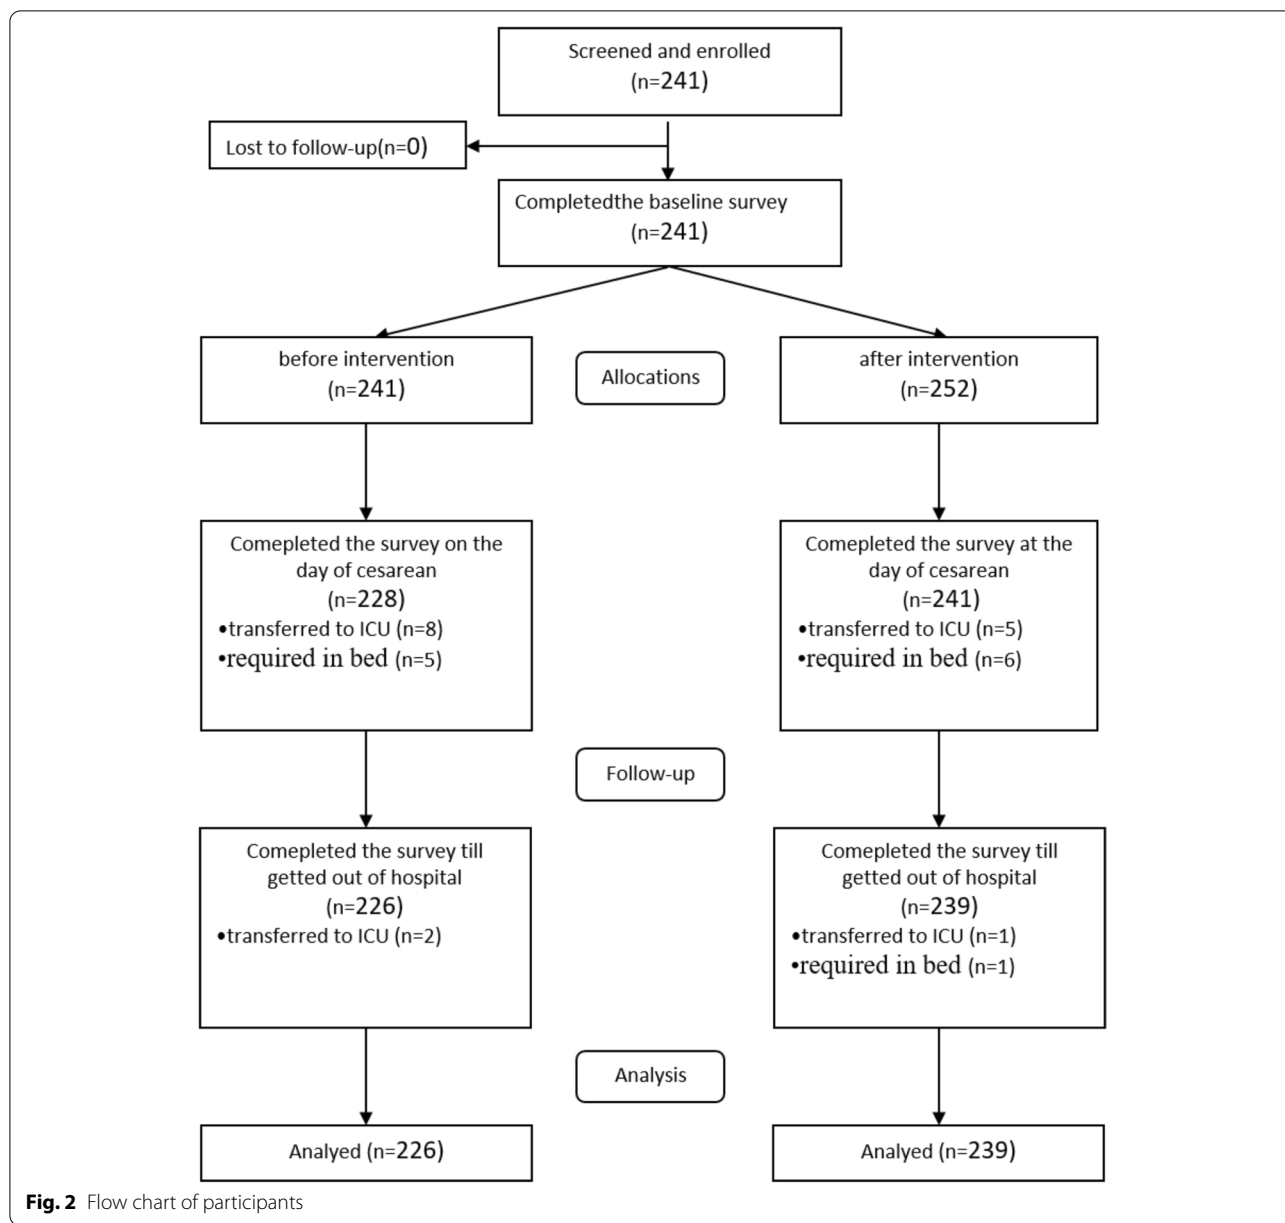 Screened and enrolled
(n=241)
Lost to follow-up(n=0)
Completedthe baseline survey
(n=241)
before intervention
(n=241)
Allocations
after intervention
(n=252)
Comepleted the survey on the
day of cesarean
(n=228)
•transferred to ICU (n=8)
•required in bed (n=5)
Comepleted the survey at the
day of cesarean
(n=241)
•transferred to ICU (n=5)
•required in bed (n=6)
Follow-up
Comepleted the survey till
getted out of hospital
(n=226)
•transferred to ICU (n=2)
Comepleted the survey till
getted out of hospital
(n=239)
•transferred to ICU (n=1)
•required in bed (n=1)
Analysis
Analyed (n=226)
Analyed (n=239)
Fig. 2 Flow chart of participants